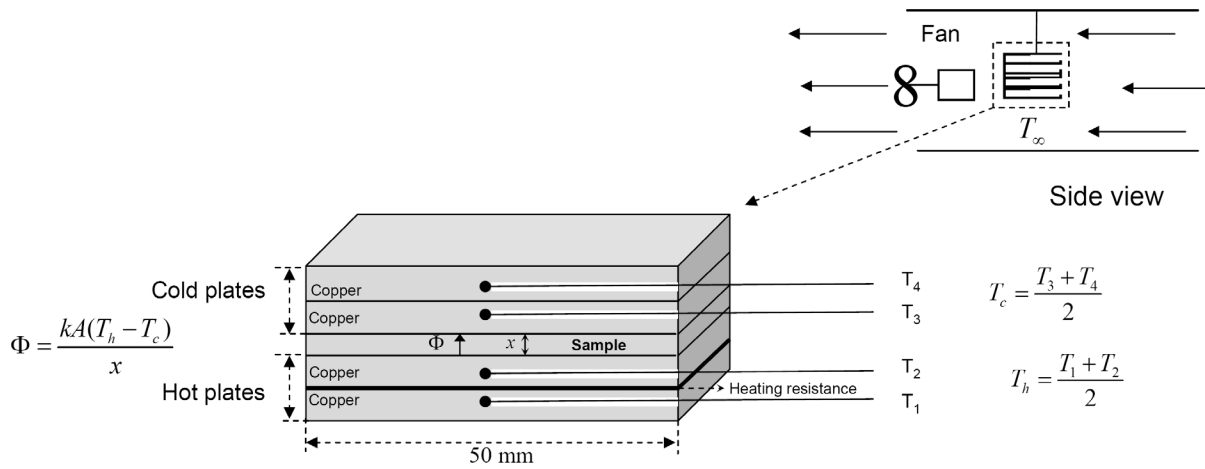 Fan
T∞
Side view
Cold plates
Copper
T4
Tc = (T3 + T4) / 2
Copper
T3
Φ = kA(Th − Tc) / x
Φ
x
Sample
Hot plates
Copper
T2
Heating resistance
Th = (T1 + T2) / 2
Copper
T1
50 mm